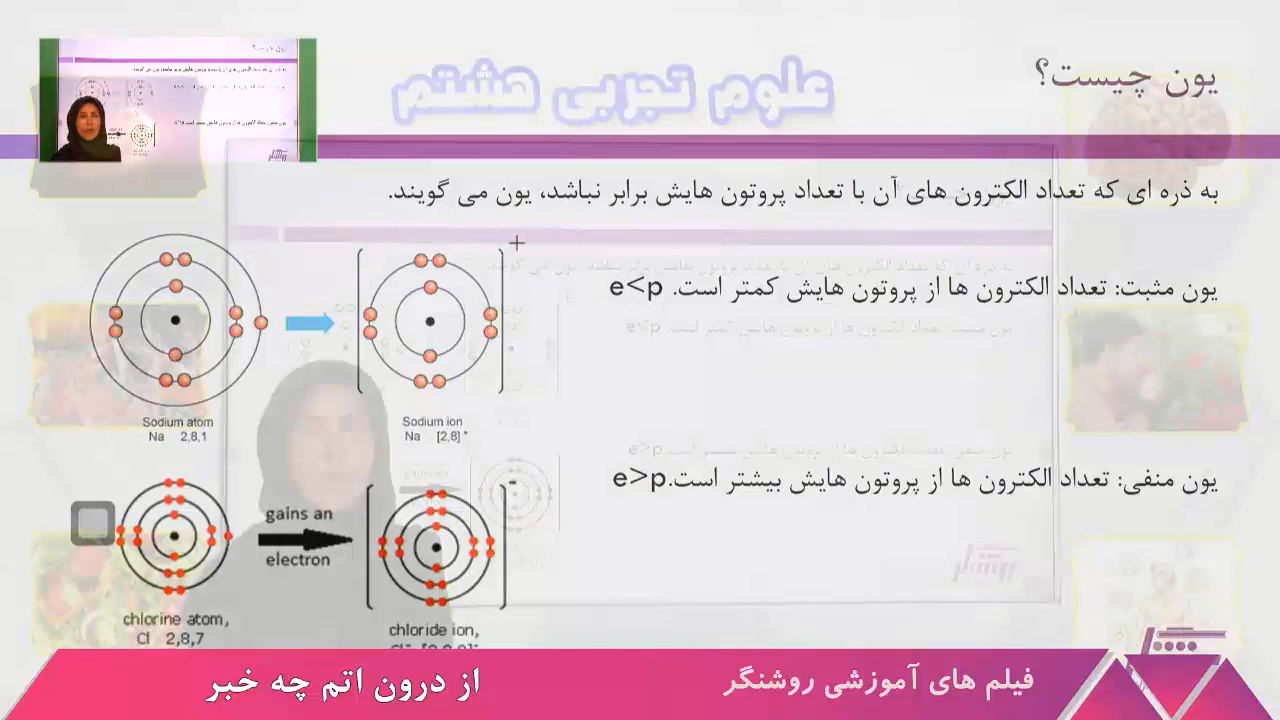 علوم تجربی هشتم
یون چیست؟
به ذره ای که تعداد الکترون های آن با تعداد پروتون هایش برابر نباشد، یون می گویند.
+
یون مثبت: تعداد الکترون ها از پروتون هایش کمتر است. e<p
Sodium atom
Na 2,8,1
Sodium ion
Na [2,8]+
یون منفی: تعداد الکترون ها از پروتون هایش بیشتر است.e>p
-
gains an
electron
chlorine atom,
Cl 2,8,7
chloride ion,
فیلم های آموزشی روشنگر
از درون اتم چه خبر